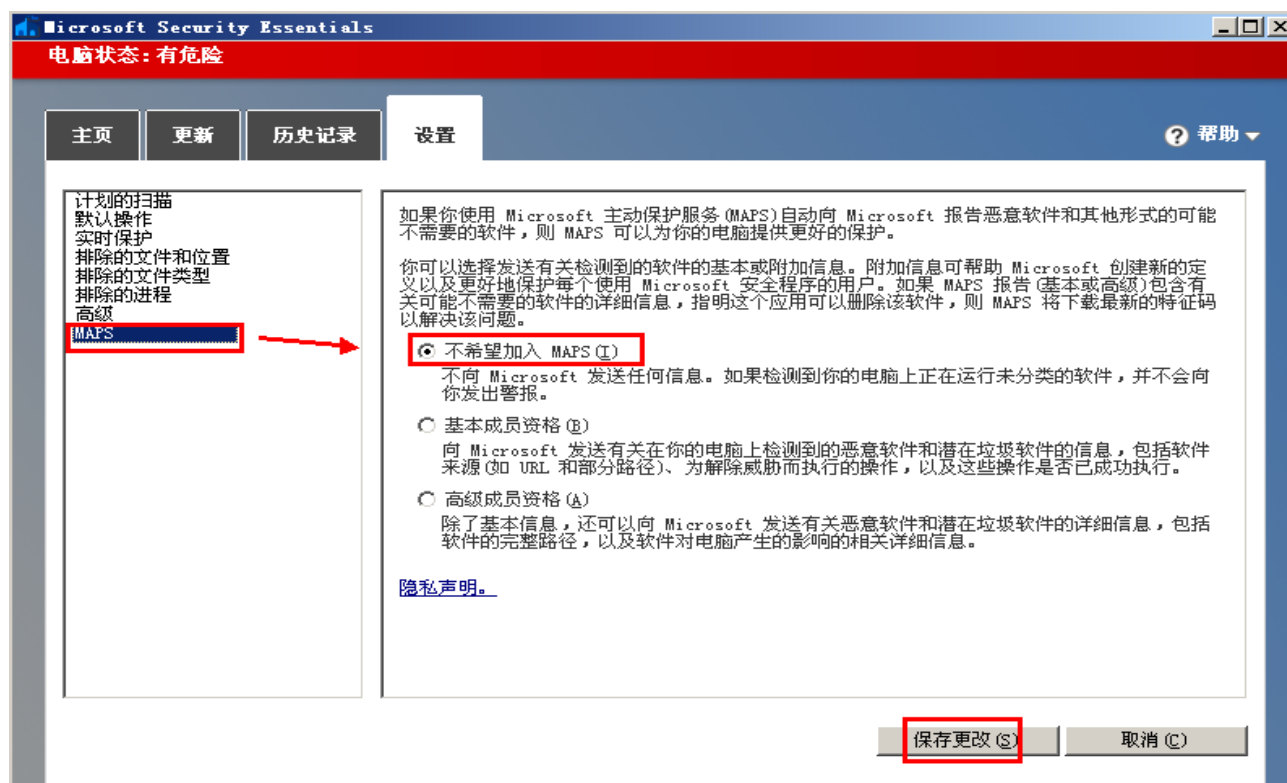 Microsoft Security Essentials
电脑状态:有危险
主页
更新
历史记录
设置
帮助
计划的扫描
默认操作
实时保护
排除的文件和位置
排除的文件类型
排除的进程
高级
MAPS
如果你使用 Microsoft 主动保护服务(MAPS)自动向 Microsoft 报告恶意软件和其他形式的可能
不需要的软件，则 MAPS 可以为你的电脑提供更好的保护。
你可以选择发送有关检测到的软件的基本或附加信息。附加信息可帮助 Microsoft 创建新的定
义以及更好地保护每个使用 Microsoft 安全程序的用户。如果 MAPS 报告(基本或高级)包含有
关可能不需要的软件的详细信息，指明这个应用可以删除该软件，则 MAPS 将下载最新的特征码
以解决该问题。
不希望加入 MAPS(I)
不向 Microsoft 发送任何信息。如果检测到你的电脑上正在运行未分类的软件，并不会向
你发出警报。
基本成员资格(B)
向 Microsoft 发送有关在你的电脑上检测到的恶意软件和潜在垃圾软件的信息，包括软件
来源(如 URL 和部分路径)、为解除威胁而执行的操作，以及这些操作是否已成功执行。
高级成员资格(A)
除了基本信息，还可以向 Microsoft 发送有关恶意软件和潜在垃圾软件的详细信息，包括
软件的完整路径，以及软件对电脑产生的影响的相关详细信息。
隐私声明。
保存更改(S)
取消(C)